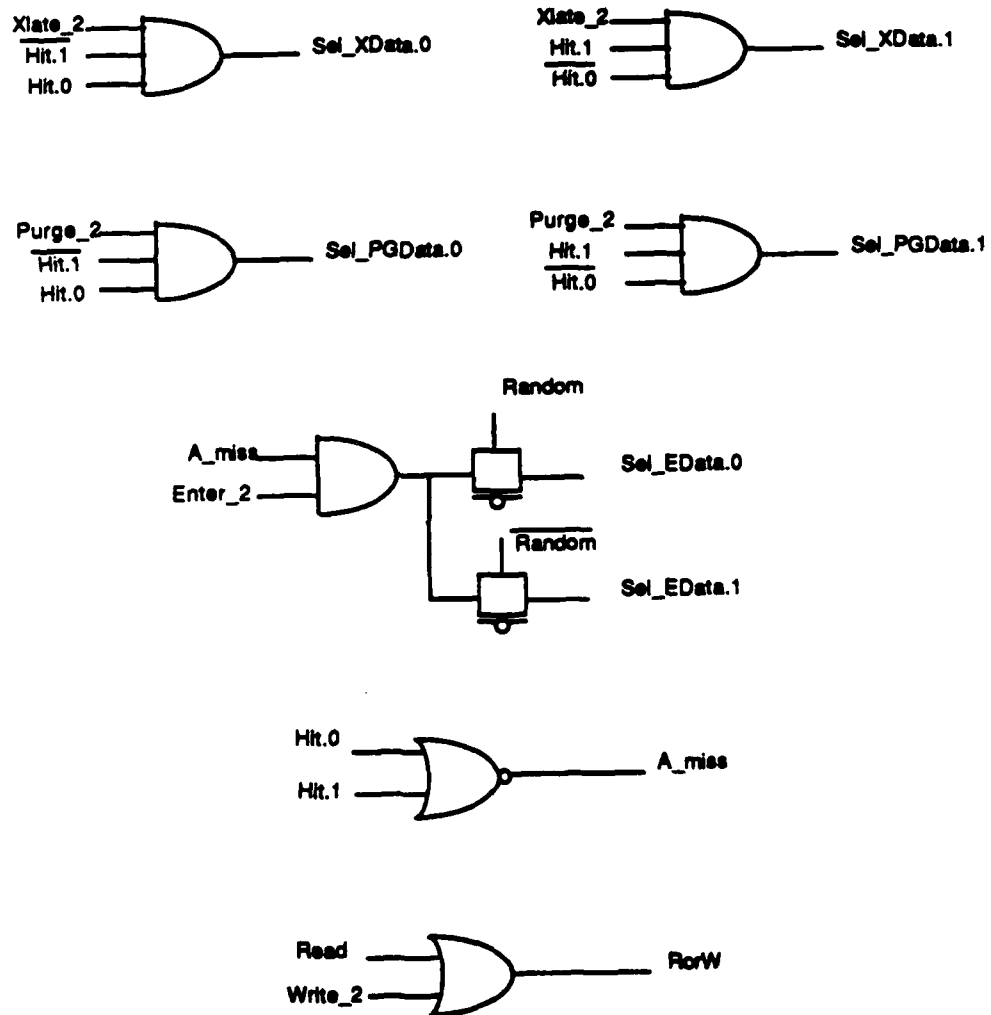 Xlate_2
Hit.1
Hit.0
Sel_XData.0
Xlate_2
Hit.1
Hit.0
Sel_XData.1
Purge_2
Hit.1
Hit.0
Sel_PGData.0
Purge_2
Hit.1
Hit.0
Sel_PGData.1
Random
A_miss
Enter_2
Sel_EData.0
Random
Sel_EData.1
Hit.0
Hit.1
A_miss
Read
Write_2
RorW